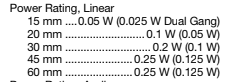 Power Rating, Linear
15 mm ....0.05 W (0.025 W Dual Gang)
20 mm ........................0.1 W (0.05 W)
30 mm ..........................0.2 W (0.1 W)
45 mm .....................0.25 W (0.125 W)
60 mm .....................0.25 W (0.125 W)